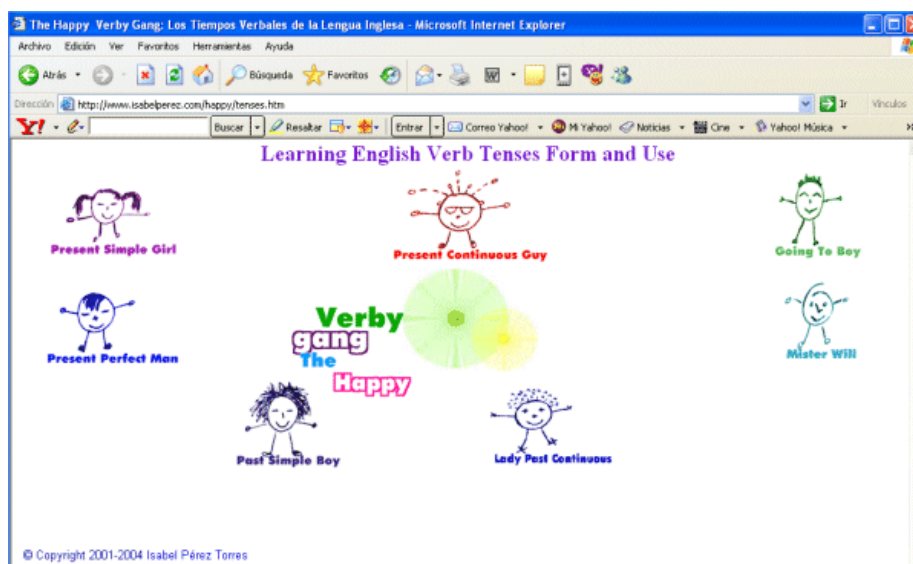 The Happy Verby Gang: Los Tiempos Verbales de la Lengua Inglesa - Microsoft Internet Explorer
Archivo Edición Ver Favoritos Herramientas Ayuda
Atrás Búsqueda Favoritos W
Dirección http://www.isabelperez.com/happy/tenses.htm Ir Vínculos
Y! Buscar Resaltar Entrar Correo Yahoo! Mi Yahoo! Noticias Cine Yahoo! Música »
Learning English Verb Tenses Form and Use
Present Simple Girl
Present Continuous Guy
Going To Boy
Present Perfect Man
Verby
gang
The
Happy
Mister Will
Past Simple Boy
Lady Past Continuous
© Copyright 2001-2004 Isabel Pérez Torres